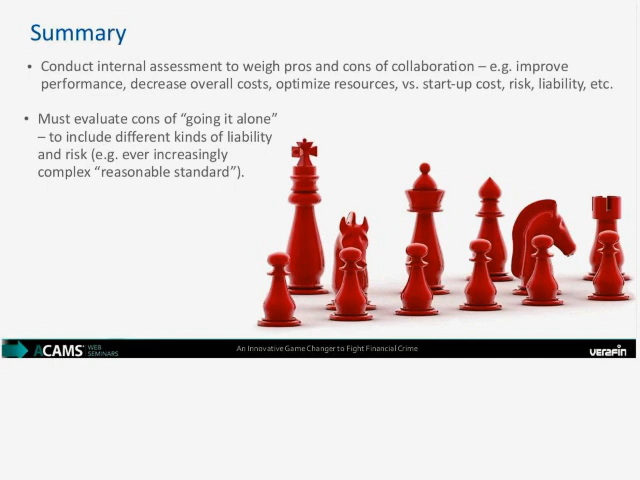 Summary
• Conduct internal assessment to weigh pros and cons of collaboration – e.g. improve
performance, decrease overall costs, optimize resources, vs. start-up cost, risk, liability, etc.
• Must evaluate cons of “going it alone”
– to include different kinds of liability
and risk (e.g. ever increasingly
complex “reasonable standard”).
ACAMS® WEB
SEMINARS
An Innovative Game Changer to Fight Financial Crime
verafin